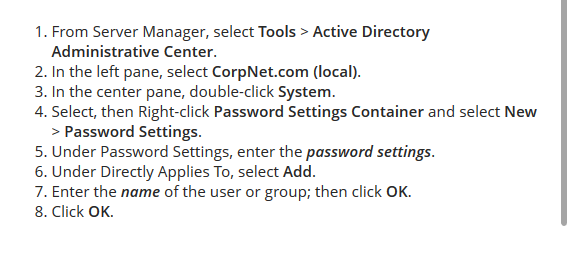 1. From Server Manager, select Tools > Active Directory
Administrative Center.
2. In the left pane, select CorpNet.com (local).
3. In the center pane, double-click System.
4. Select, then Right-click Password Settings Container and select New
> Password Settings.
5. Under Password Settings, enter the password settings.
6. Under Directly Applies To, select Add.
7. Enter the name of the user or group; then click OK.
8. Click OK.